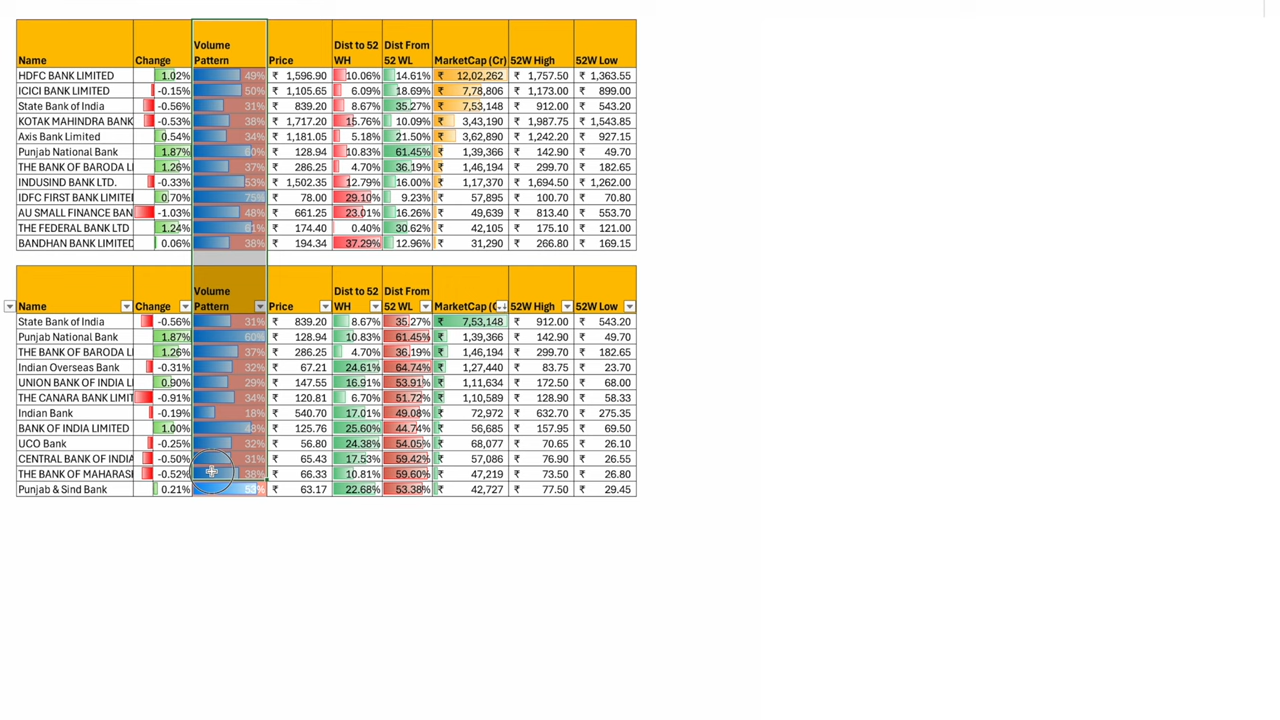 Name Change Volume Pattern Price Dist to 52 WH Dist From 52 WL MarketCap (Cr) 52W High 52W Low
HDFC BANK LIMITED 1.02% 49% ₹ 1,596.90 10.06% 14.61% ₹ 12,02,262 ₹ 1,757.50 ₹ 1,363.55
ICICI BANK LIMITED -0.15% 50% ₹ 1,105.65 6.09% 18.69% ₹ 7,78,806 ₹ 1,173.00 ₹ 899.00
State Bank of India -0.56% 31% ₹ 839.20 8.67% 35.27% ₹ 7,53,148 ₹ 912.00 ₹ 543.20
KOTAK MAHINDRA BANK -0.53% 38% ₹ 1,717.20 15.76% 10.09% ₹ 3,43,190 ₹ 1,987.75 ₹ 1,543.85
Axis Bank Limited 0.54% 34% ₹ 1,181.05 5.18% 21.50% ₹ 3,62,890 ₹ 1,242.20 ₹ 927.15
Punjab National Bank 1.87% 60% ₹ 128.94 10.83% 61.45% ₹ 1,39,366 ₹ 142.90 ₹ 49.70
THE BANK OF BARODA LI 1.26% 37% ₹ 286.25 4.70% 36.19% ₹ 1,46,194 ₹ 299.70 ₹ 182.65
INDUSIND BANK LTD. -0.33% 53% ₹ 1,502.35 12.79% 16.00% ₹ 1,17,370 ₹ 1,694.50 ₹ 1,262.00
IDFC FIRST BANK LIMITEI 0.70% 75% ₹ 78.00 29.10% 9.23% ₹ 57,895 ₹ 100.70 ₹ 70.80
AU SMALL FINANCE BAN -1.03% 48% ₹ 661.25 23.01% 16.26% ₹ 49,639 ₹ 813.40 ₹ 553.70
THE FEDERAL BANK LTD 1.24% 61% ₹ 174.40 0.40% 30.62% ₹ 42,105 ₹ 175.10 ₹ 121.00
BANDHAN BANK LIMITED 0.06% 38% ₹ 194.34 37.29% 12.96% ₹ 31,290 ₹ 266.80 ₹ 169.15
Name Change Volume Pattern Price Dist to 52 WH Dist From 52 WL MarketCap (C 52W High 52W Low
State Bank of India -0.56% 31% ₹ 839.20 8.67% 35.27% ₹ 7,53,148 ₹ 912.00 ₹ 543.20
Punjab National Bank 1.87% 60% ₹ 128.94 10.83% 61.45% ₹ 1,39,366 ₹ 142.90 ₹ 49.70
THE BANK OF BARODA LI 1.26% 37% ₹ 286.25 4.70% 36.19% ₹ 1,46,194 ₹ 299.70 ₹ 182.65
Indian Overseas Bank -0.31% 32% ₹ 67.21 24.61% 64.74% ₹ 1,27,440 ₹ 83.75 ₹ 23.70
UNION BANK OF INDIA LI 0.90% 29% ₹ 147.55 16.91% 53.91% ₹ 1,11,634 ₹ 172.50 ₹ 68.00
THE CANARA BANK LIMIT -0.91% 34% ₹ 120.81 6.70% 51.72% ₹ 1,10,589 ₹ 128.90 ₹ 58.33
Indian Bank -0.19% 18% ₹ 540.70 17.01% 49.08% ₹ 72,972 ₹ 632.70 ₹ 275.35
BANK OF INDIA LIMITED 1.00% 48% ₹ 125.76 25.60% 44.74% ₹ 56,685 ₹ 157.95 ₹ 69.50
UCO Bank -0.25% 32% ₹ 56.80 24.38% 54.05% ₹ 68,077 ₹ 70.65 ₹ 26.10
CENTRAL BANK OF INDIA -0.50% 31% ₹ 65.43 17.53% 59.42% ₹ 57,086 ₹ 76.90 ₹ 26.55
THE BANK OF MAHARAS -0.52% 38% ₹ 66.33 10.81% 59.60% ₹ 47,219 ₹ 73.50 ₹ 26.80
Punjab & Sind Bank 0.21% 53% ₹ 63.17 22.68% 53.38% ₹ 42,727 ₹ 77.50 ₹ 29.45